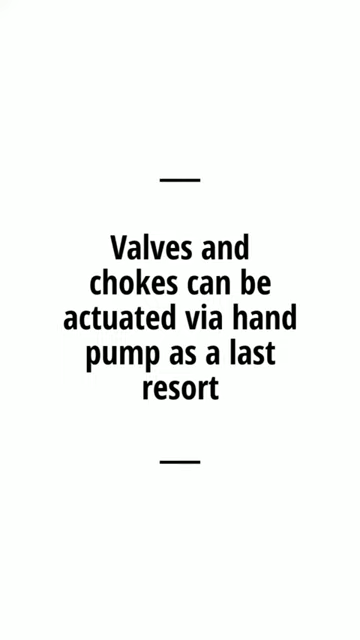 Valves and
chokes can be
actuated via hand
pump as a last
resort